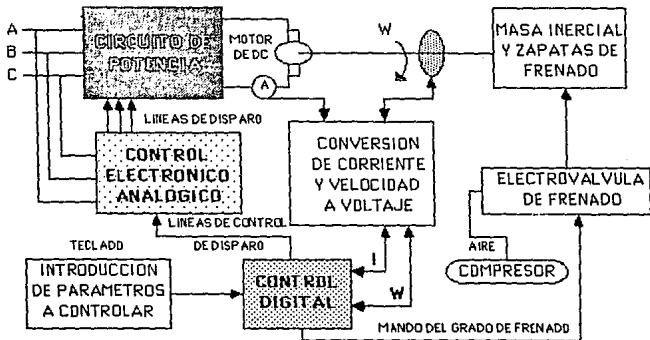 A
B
C
CIRCUITO DE
POTENCIA
MOTOR
DE DC
A
W
MASA INERCIAL
Y ZAPATAS DE
FRENADO
LINEAS DE DISPARO
CONTROL
ELECTRONICO
ANALOGICO
CONVERSION
DE CORRIENTE
Y VELOCIDAD
A VOLTAJE
ELECTROVALVULA
DE FRENADO
LINEAS DE CONTROL
DE DISPARO
AIRE
COMPRESOR
TECLADO
INTRODUCCION
DE PARAMETROS
A CONTROLAR
CONTROL
DIGITAL
I
W
MANDO DEL GRADO DE FRENADO